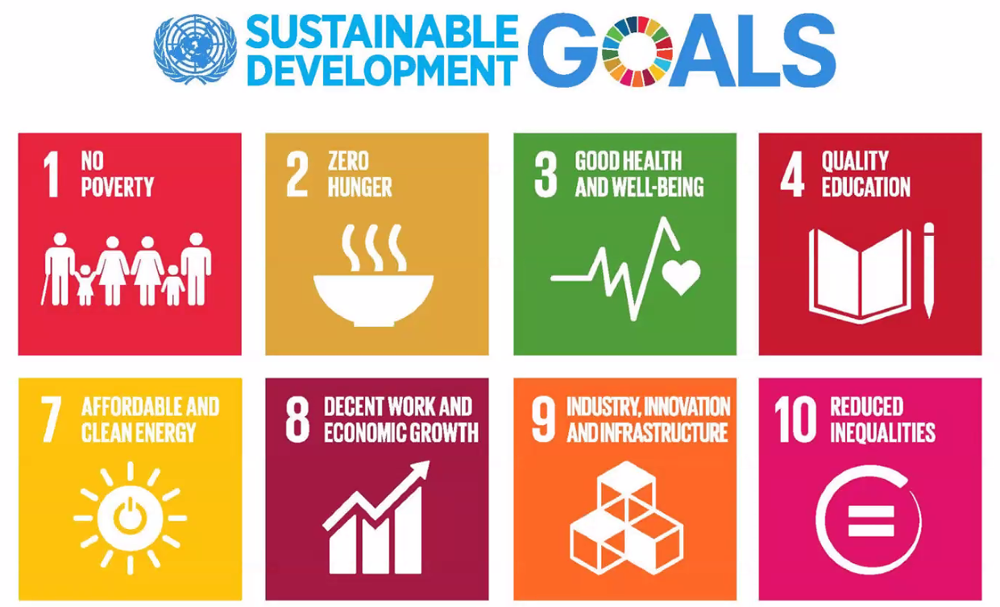 SUSTAINABLE
DEVELOPMENT
GOALS
1 NO
POVERTY
2 ZERO
HUNGER
3 GOOD HEALTH
AND WELL-BEING
4 QUALITY
EDUCATION
7 AFFORDABLE AND
CLEAN ENERGY
8 DECENT WORK AND
ECONOMIC GROWTH
9 INDUSTRY, INNOVATION
AND INFRASTRUCTURE
10 REDUCED
INEQUALITIES